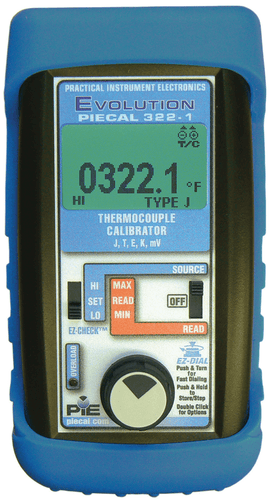 PRACTICAL INSTRUMENT ELECTRONICS
EVOLUTION
PIECAL 322-1
T/C
0322.1 °F
HI TYPE J
THERMOCOUPLE
CALIBRATOR
J, T, E, K, mV
SOURCE
HI MAX
SET READ OFF
LO MIN
EZ-CHECK™ READ
OVERLOAD
EZ-DIAL
Push & Turn
for Fast Dialing
Push & Hold
to Store/Step
Double Click
for Options
PIE
piecal.com